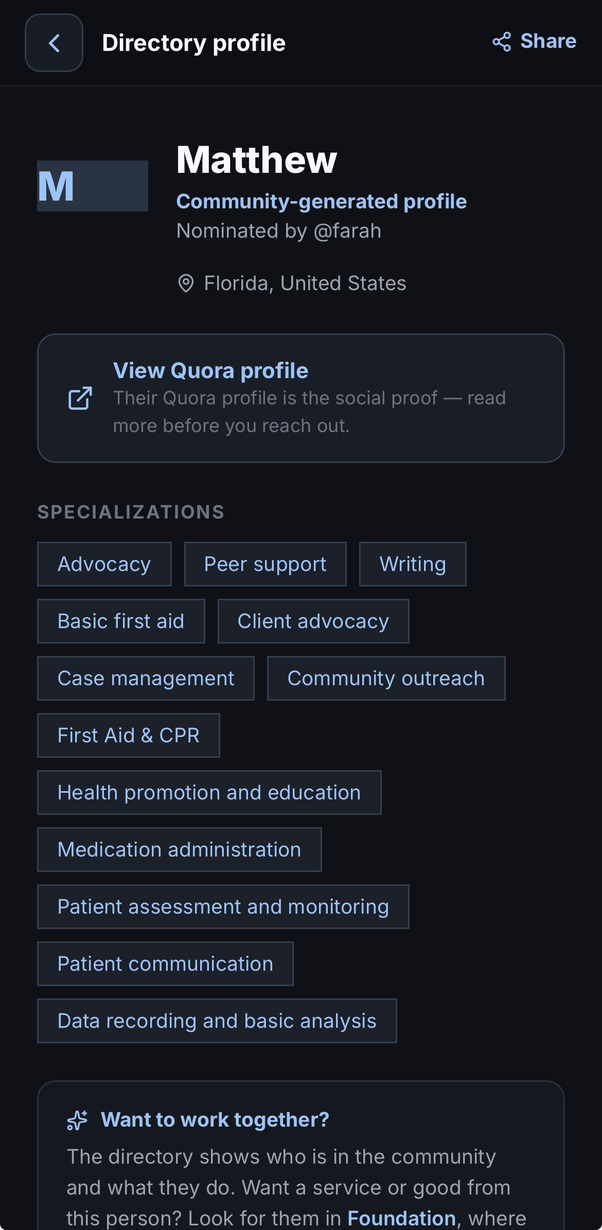 Directory profile
Share
M
Matthew
Community-generated profile
Nominated by @farah
Florida, United States
View Quora profile
Their Quora profile is the social proof — read
more before you reach out.
SPECIALIZATIONS
Advocacy
Peer support
Writing
Basic first aid
Client advocacy
Case management
Community outreach
First Aid & CPR
Health promotion and education
Medication administration
Patient assessment and monitoring
Patient communication
Data recording and basic analysis
Want to work together?
The directory shows who is in the community
and what they do. Want a service or good from
this person? Look for them in Foundation, where